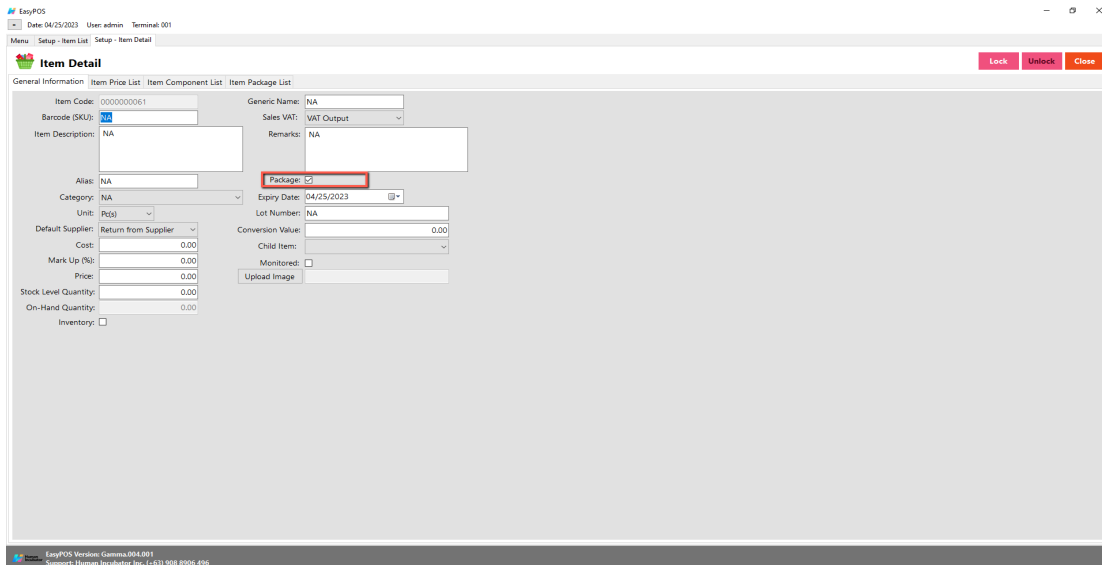 EasyPOS
Date: 04/25/2023 User: admin Terminal: 001
Menu Setup - Item List Setup - Item Detail
Item Detail
Lock Unlock Close
General Information Item Price List Item Component List Item Package List
Item Code: 0000000061 Generic Name: NA
Barcode (SKU): NA Sales VAT: VAT Output
Item Description: NA Remarks: NA
Alias: NA Package:
Category: NA Expiry Date: 04/25/2023
Unit: Pc(s) Lot Number: NA
Default Supplier: Return from Supplier Conversion Value: 0.00
Cost: 0.00 Child Item:
Mark Up (%): 0.00 Monitored:
Price: 0.00 Upload Image
Stock Level Quantity: 0.00
On-Hand Quantity: 0.00
Inventory:
Human Incubator EasyPOS Version: Gamma.004.001
Support: Human Incubator Inc. (+63) 908 8906 496